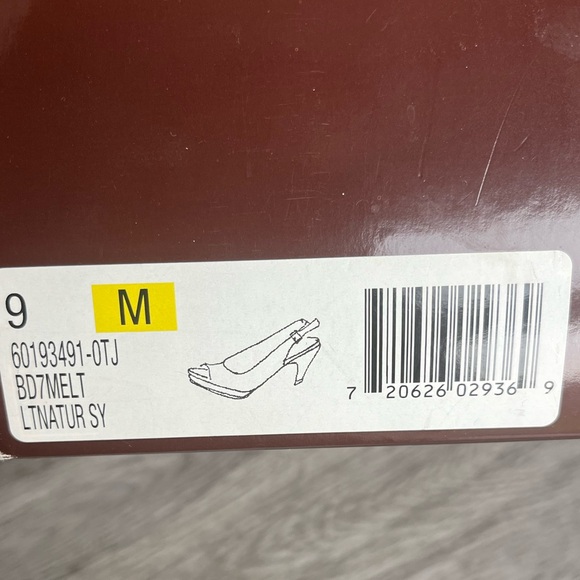 9 M
60193491-0TJ
BD7MELT
LTNATUR SY
7 20626 02936 9